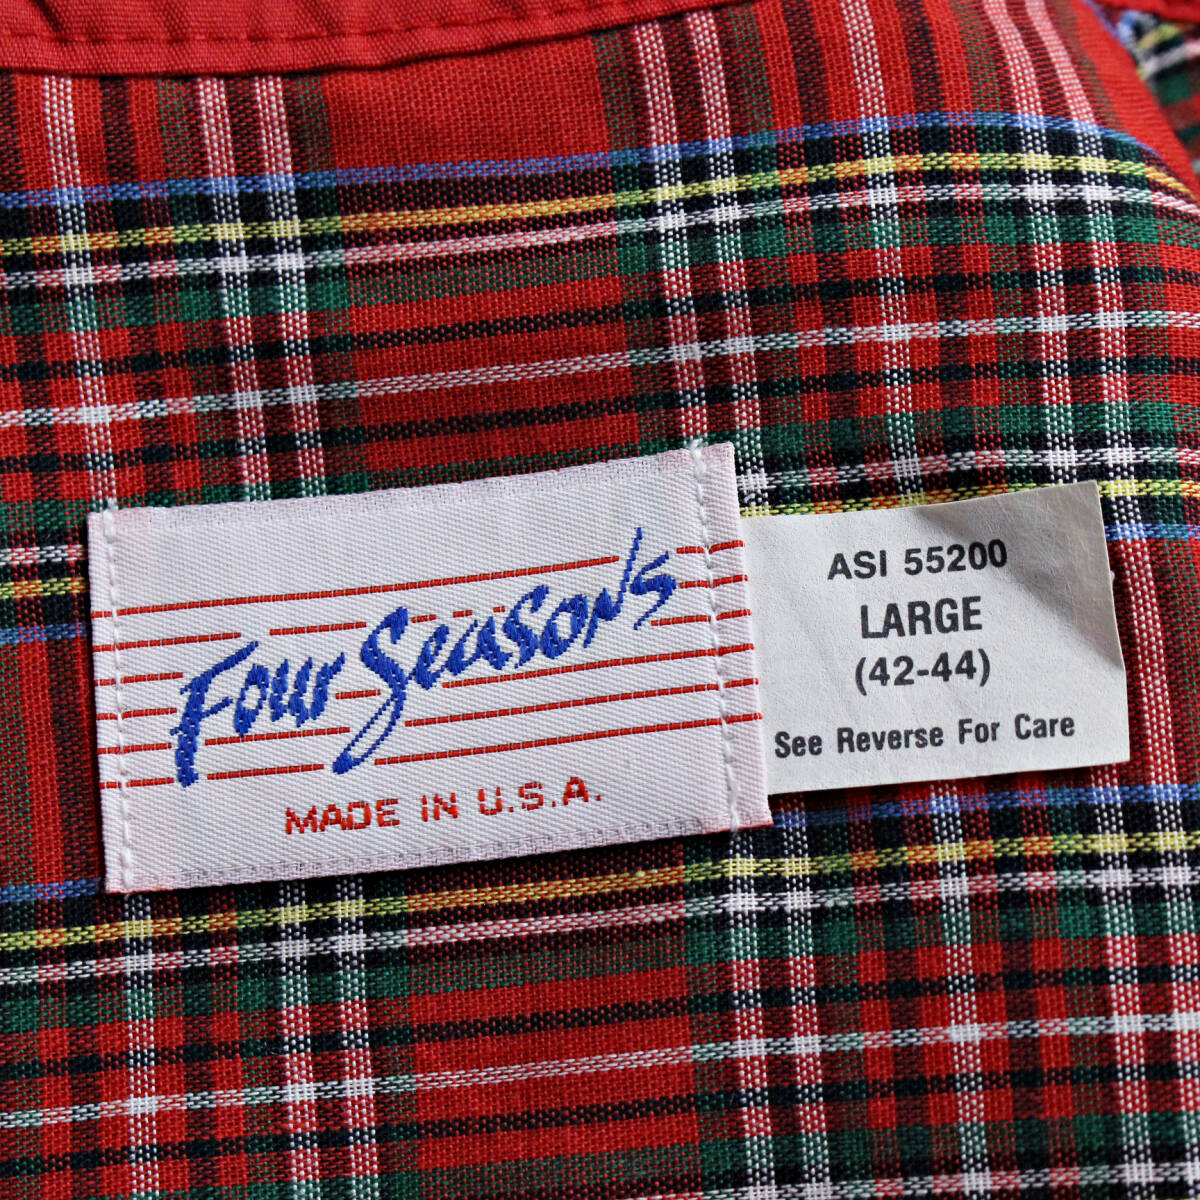 Four Seasons
MADE IN U.S.A.
ASI 55200
LARGE
(42-44)
See Reverse For Care